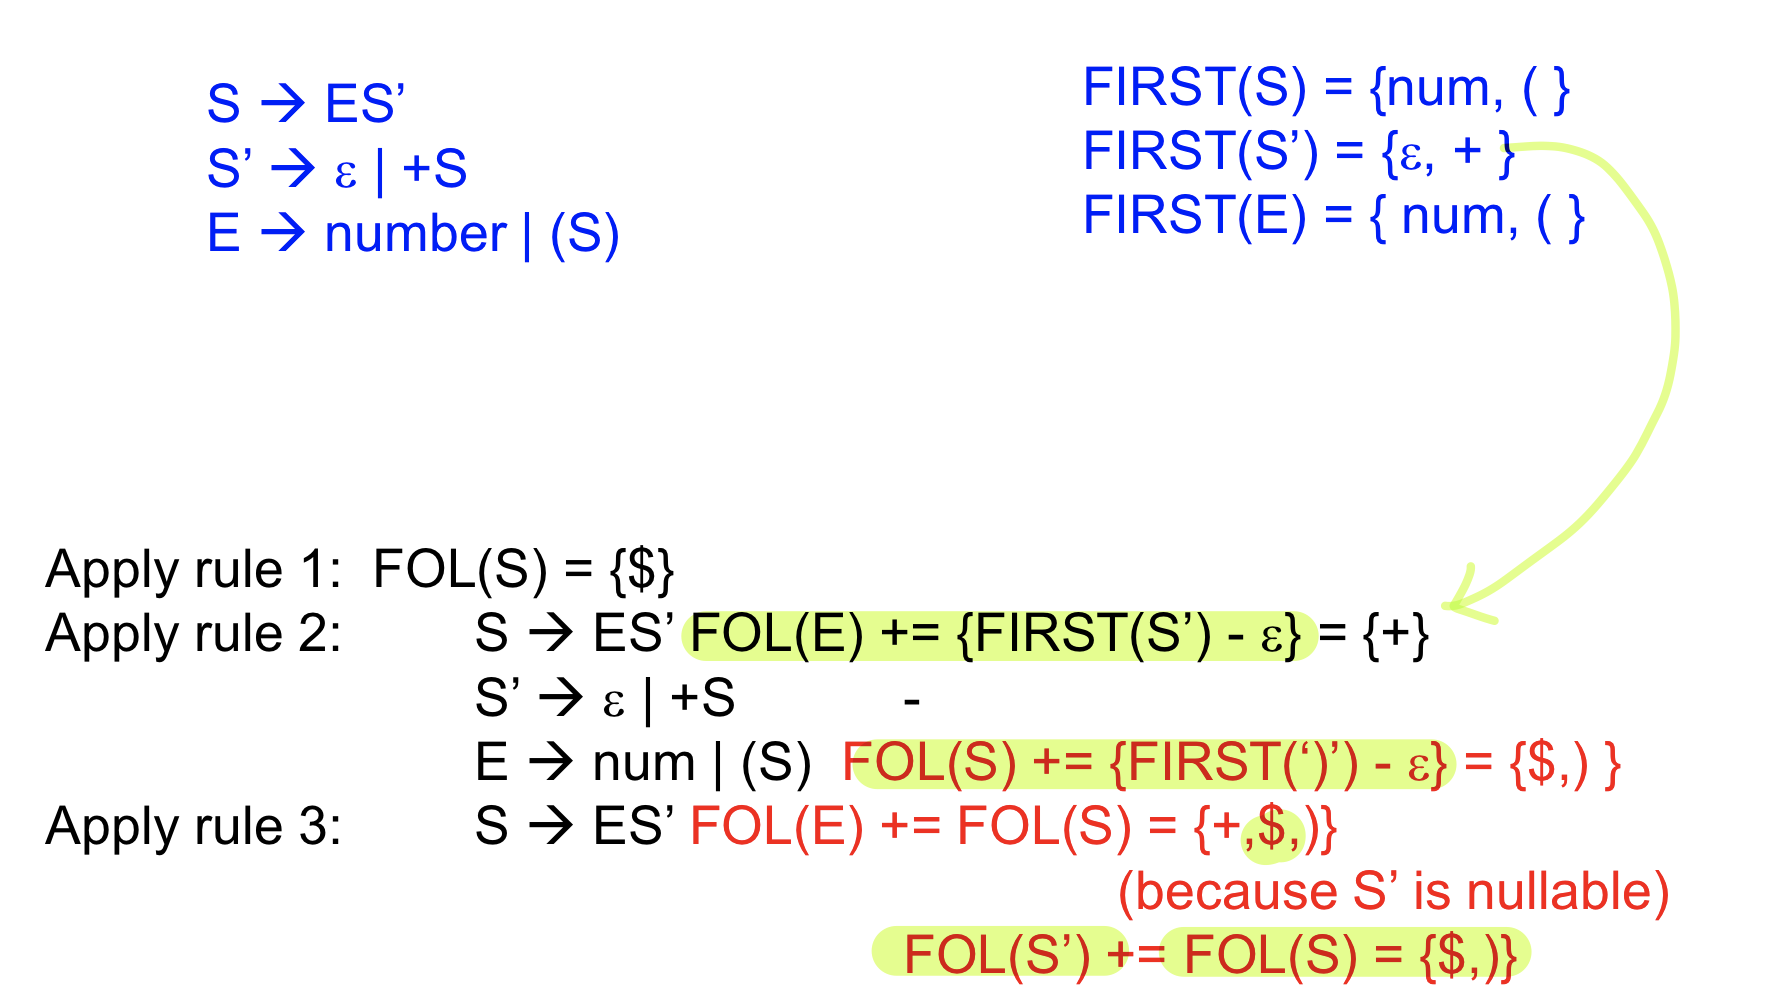 S → ES’
S’ → ε | +S
E → number | (S)
FIRST(S) = {num, ( }
FIRST(S’) = {ε, + }
FIRST(E) = { num, ( }
Apply rule 1: FOL(S) = {$}
Apply rule 2: S → ES’ FOL(E) += {FIRST(S’) - ε} = {+}
S’ → ε | +S -
E → num | (S) FOL(S) += {FIRST(‘)’) - ε} = {$,) }
Apply rule 3: S → ES’ FOL(E) += FOL(S) = {+,$,)}
(because S’ is nullable)
FOL(S’) += FOL(S) = {$,)}